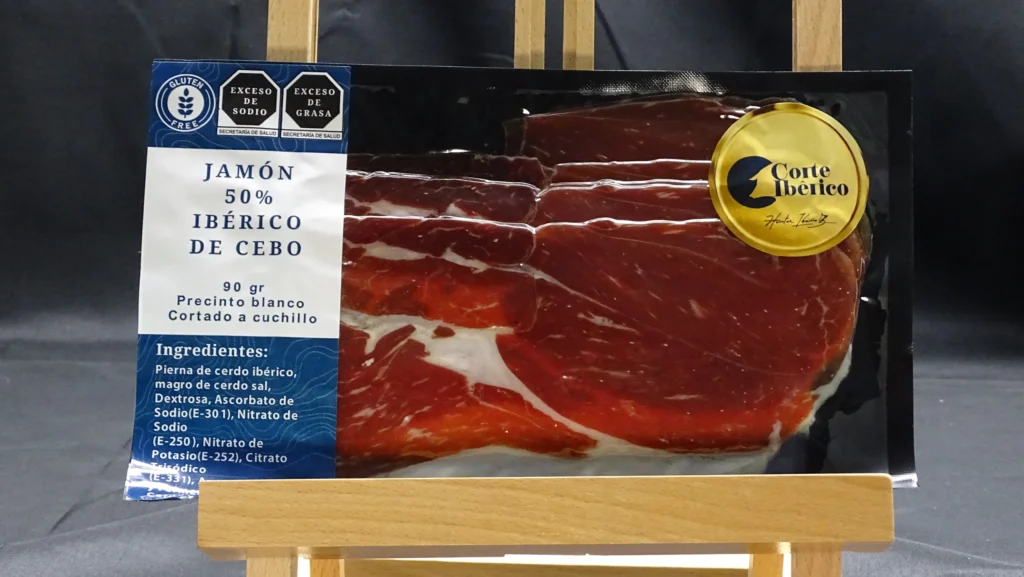 GLUTEN
FREE
EXCESO
DE
SODIO
SECRETARÍA DE SALUD
EXCESO
DE
GRASA
SECRETARÍA DE SALUD
JAMÓN
50%
IBÉRICO
DE CEBO
90 gr
Precinto blanco
Cortado a cuchillo
Ingredientes:
Pierna de cerdo ibérico,
magro de cerdo sal,
Dextrosa, Ascorbato de
Sodio(E-301), Nitrato de
Sodio
(E-250), Nitrato de
Potasio(E-252), Citrato
Trisódico
(E-331),
Corte
Ibêrico